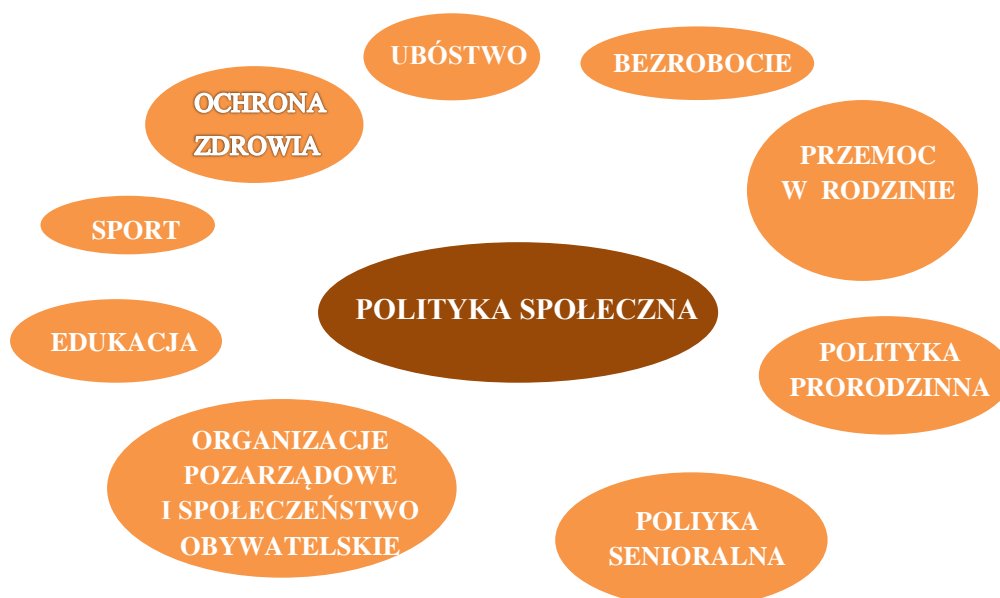 UBÓSTWO
BEZROBOCIE
OCHRONA
ZDROWIA
PRZEMOC
W RODZINIE
SPORT
POLITYKA SPOŁECZNA
EDUKACJA
POLITYKA
PRORODZINNA
ORGANIZACJE
POZARZĄDOWE
I SPOŁECZEŃSTWO
OBYWATELSKIE
POLIYKA
SENIORALNA